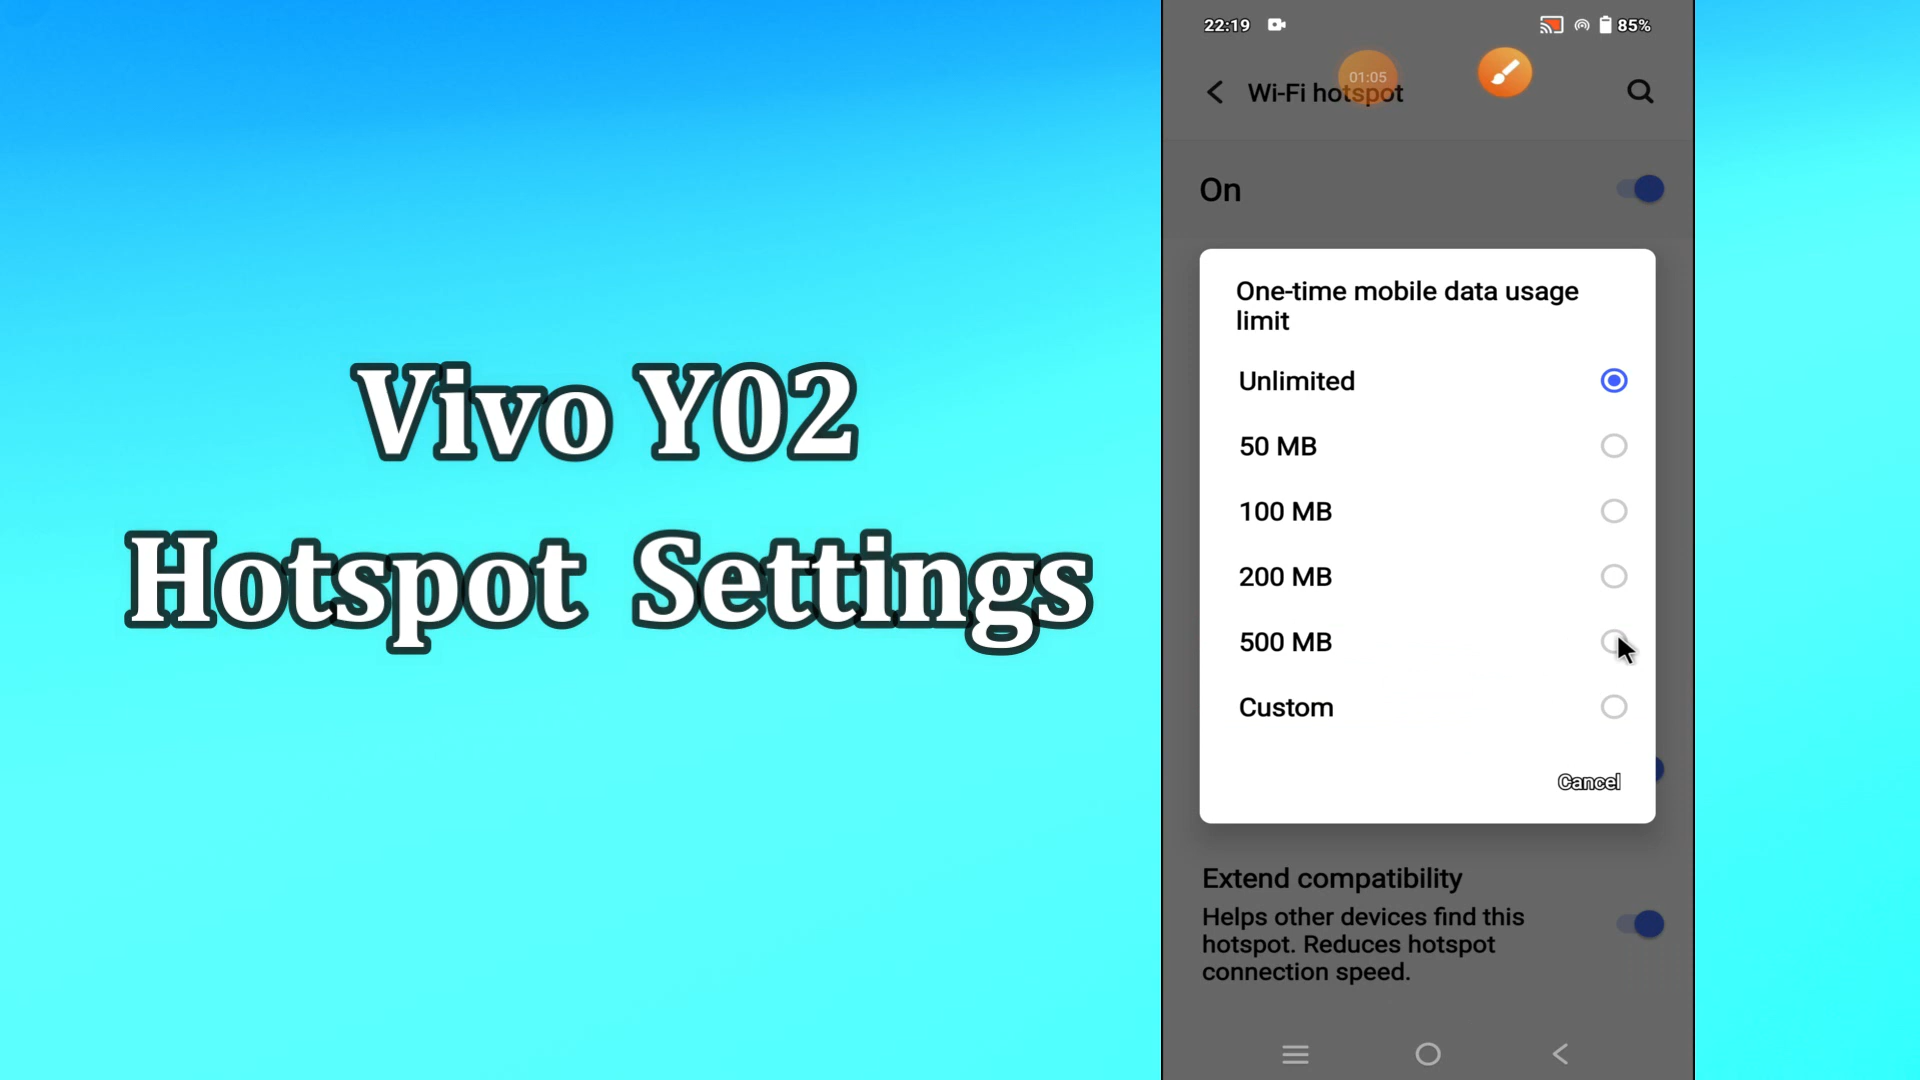 Vivo Y02
Hotspot Settings
22:19
85%
01:05
Wi-Fi hotspot
On
One-time mobile data usage
limit
Unlimited
50 MB
100 MB
200 MB
500 MB
Custom
Cancel
Extend compatibility
Helps other devices find this
hotspot. Reduces hotspot
connection speed.